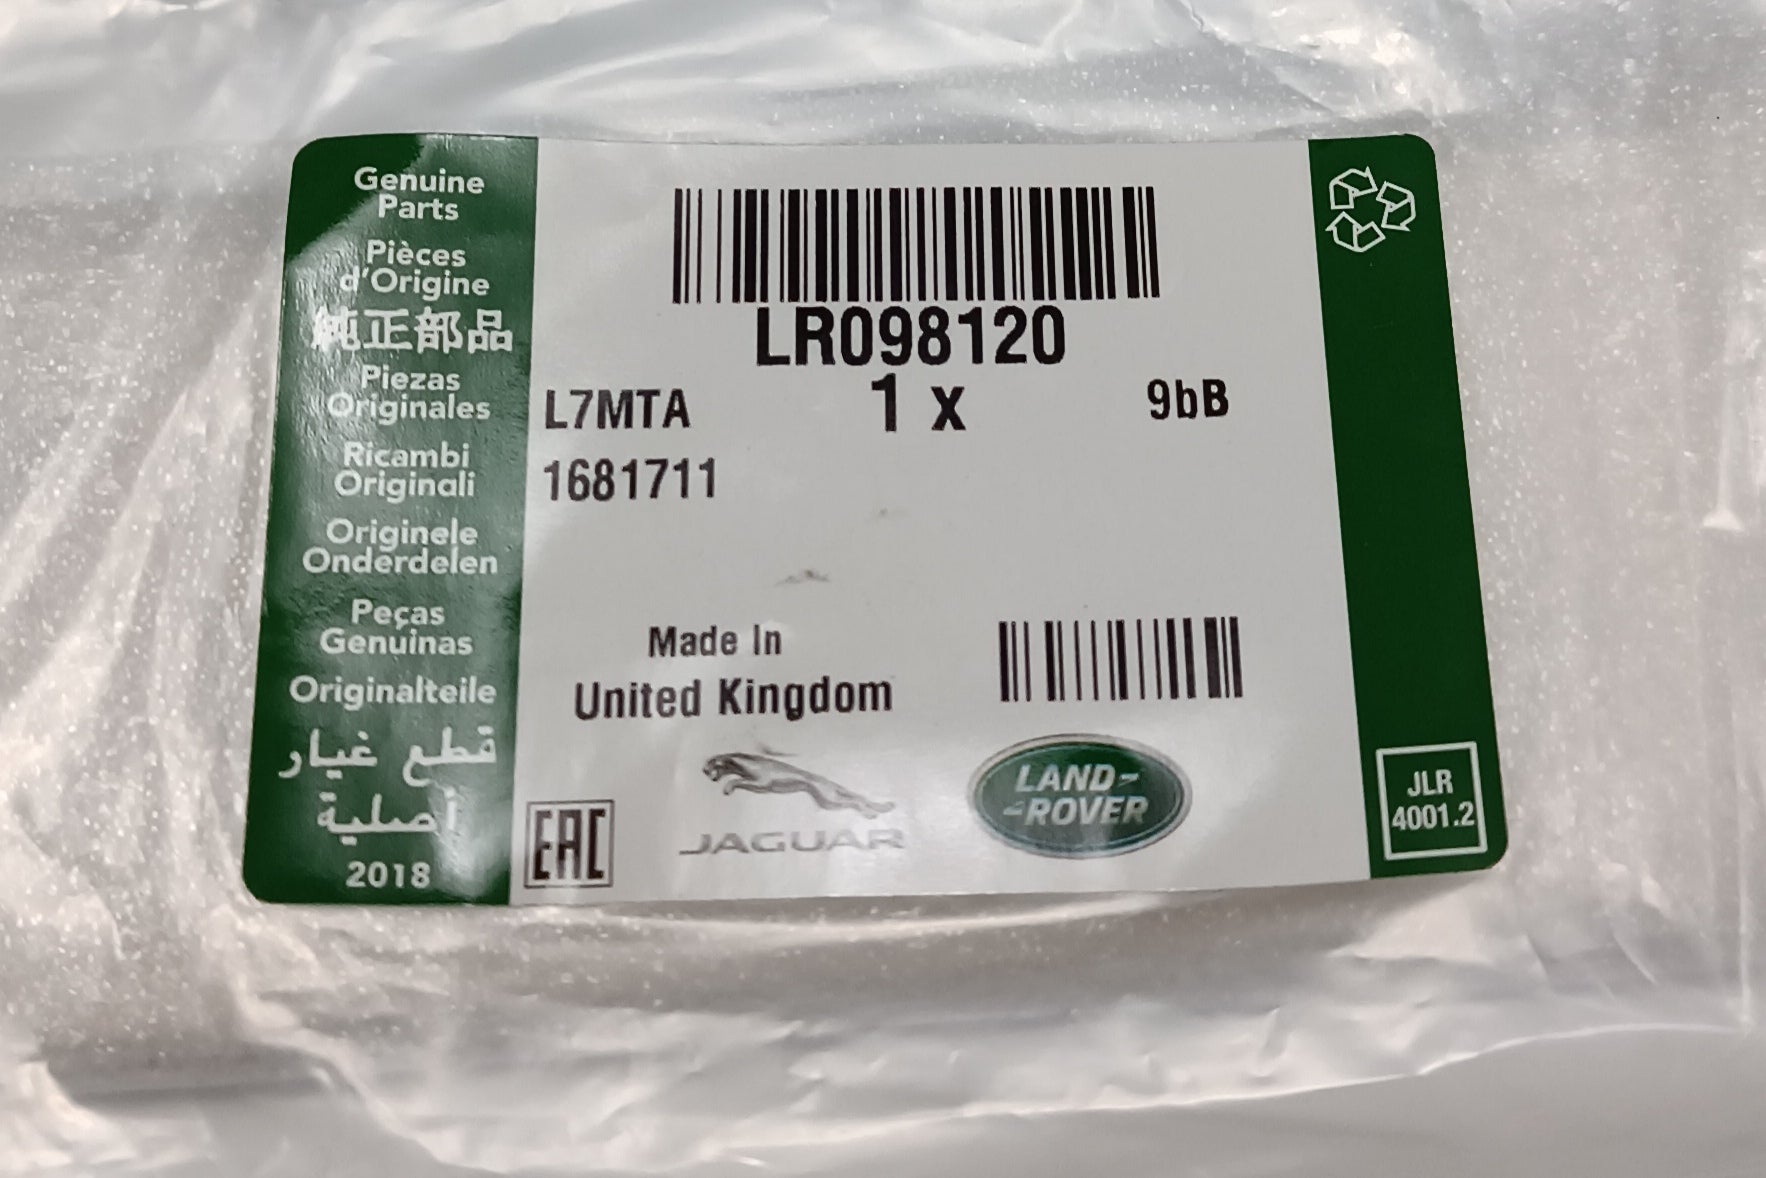 Genuine
Parts
Pièces
d'Origine
純正部品
Piezas
Originales
Ricambi
Originali
Originele
Onderdelen
Peças
Genuinas
Originalteile
قطع غيار
أصلية
2018
LR098120
L7MTA 1 x 9bB
1681711
Made In
United Kingdom
EAC
JAGUAR
LAND-
-ROVER
JLR
4001.2